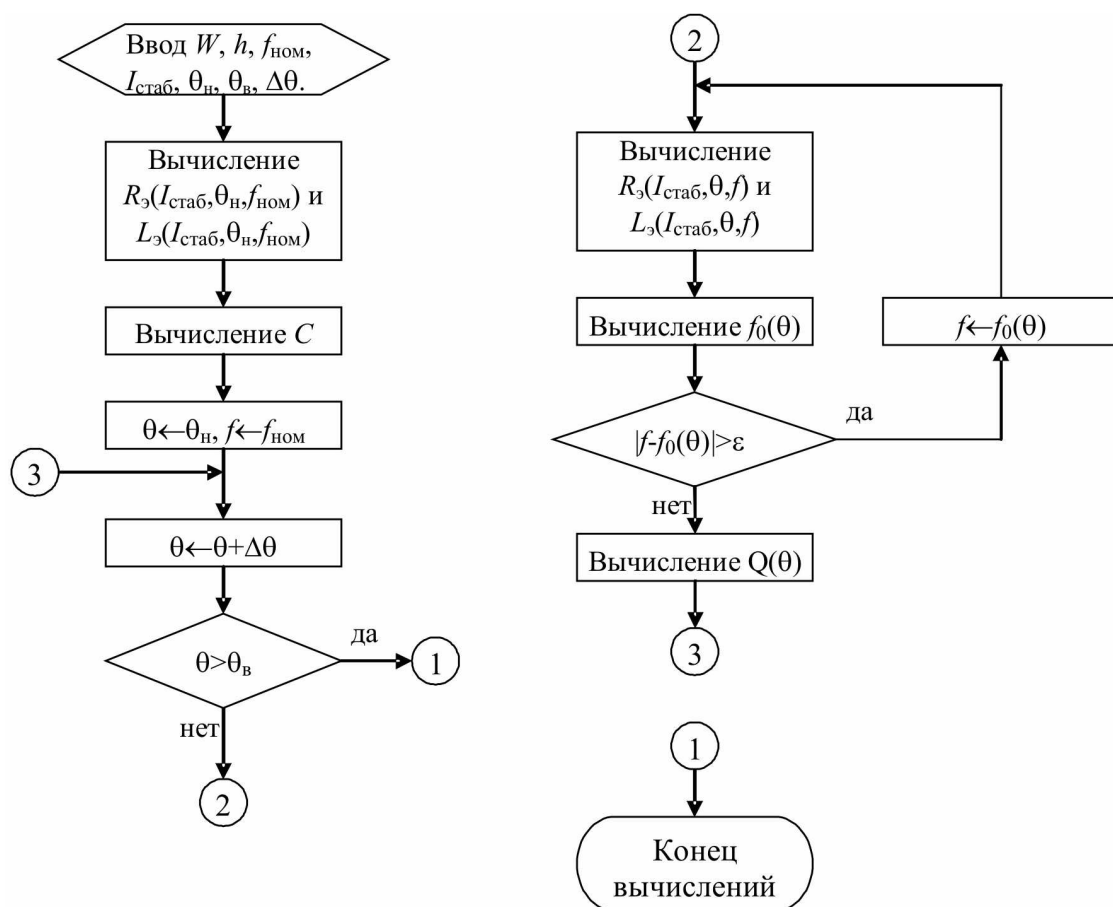 Ввод W, h, fном,
Iстаб, θн, θв, Δθ.
Вычисление
Rэ(Iстаб,θн,fном) и
Lэ(Iстаб,θн,fном)
Вычисление C
θ←θн, f←fном
3
θ←θ+Δθ
θ>θв
да
1
нет
2
2
Вычисление
Rэ(Iстаб,θ,f) и
Lэ(Iстаб,θ,f)
Вычисление f0(θ)
f←f0(θ)
|f-f0(θ)|>ε
да
нет
Вычисление Q(θ)
3
1
Конец
вычислений